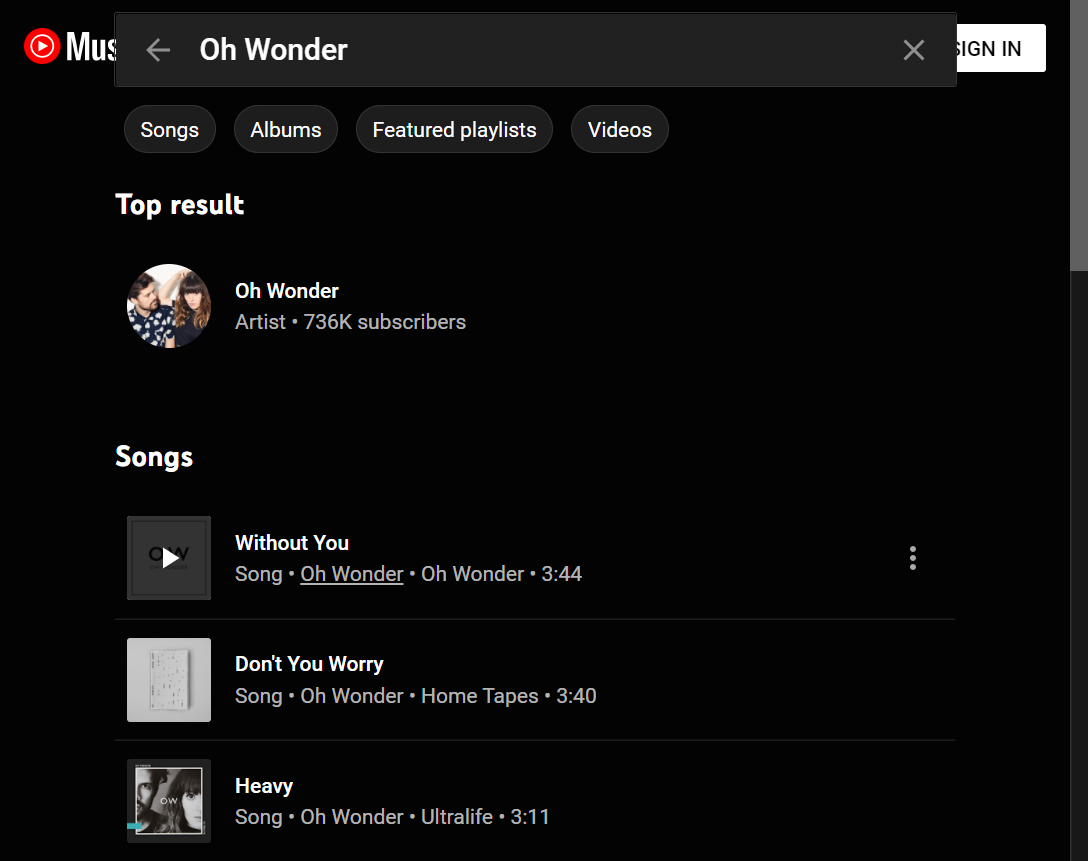 Mus
Oh Wonder
SIGN IN
Songs
Albums
Featured playlists
Videos
Top result
Oh Wonder
Artist • 736K subscribers
Songs
OW
Without You
Song • Oh Wonder • Oh Wonder • 3:44
Don't You Worry
Song • Oh Wonder • Home Tapes • 3:40
OW
Heavy
Song • Oh Wonder • Ultralife • 3:11